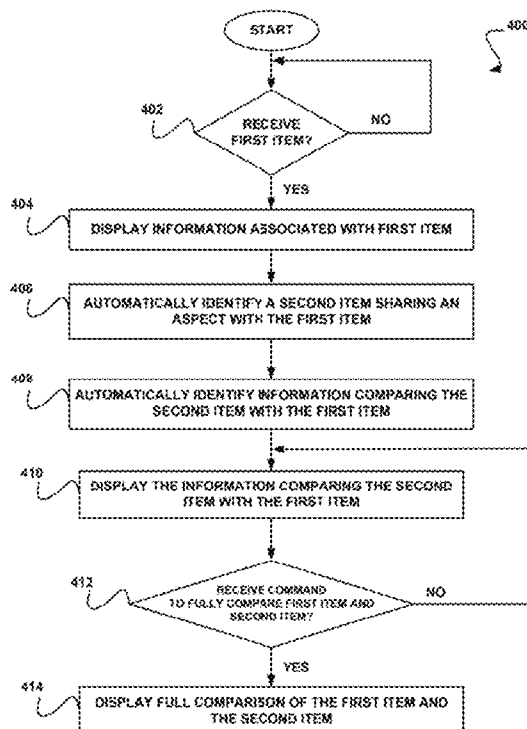 START
400
402
RECEIVE
FIRST ITEM?
NO
YES
404
DISPLAY INFORMATION ASSOCIATED WITH FIRST ITEM
406
AUTOMATICALLY IDENTIFY A SECOND ITEM SHARING AN
ASPECT WITH THE FIRST ITEM
408
AUTOMATICALLY IDENTIFY INFORMATION COMPARING THE
SECOND ITEM WITH THE FIRST ITEM
410
DISPLAY THE INFORMATION COMPARING THE SECOND
ITEM WITH THE FIRST ITEM
412
RECEIVE COMMAND
TO FULLY COMPARE FIRST ITEM AND
SECOND ITEM?
NO
YES
414
DISPLAY FULL COMPARISON OF THE FIRST ITEM AND
THE SECOND ITEM